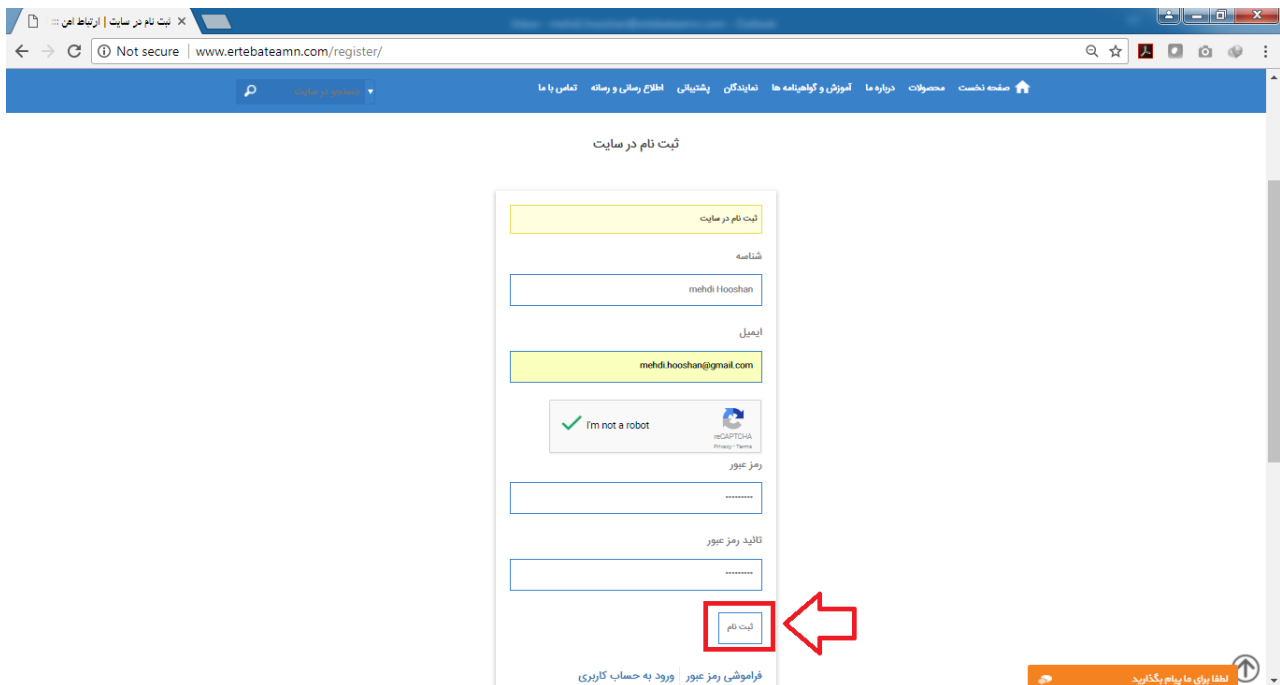 ثبت نام در سایت | ارتباط امن :::
Not secure | www.ertebateamn.com/register/
صفحه نخست محصولات درباره ما آموزش و گواهینامه ها نمایندگان پشتیبانی اطلاع رسانی و رسانه تماس با ما
جستجو در سایت
ثبت نام در سایت
ثبت نام در سایت
شناسه
mehdi Hooshan
ایمیل
mehdi.hooshan@gmail.com
I'm not a robot
reCAPTCHA
Privacy - Terms
رمز عبور
تائید رمز عبور
ثبت نام
فراموشی رمز عبور | ورود به حساب کاربری
لطفا برای ما پیام بگذارید